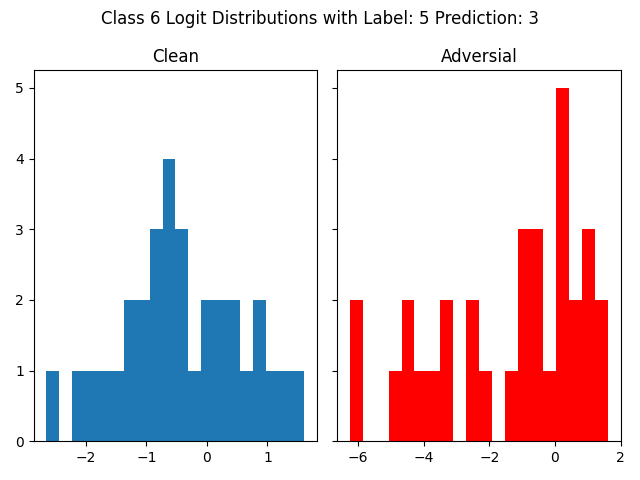 Class 6 Logit Distributions with Label: 5 Prediction: 3
Clean
Adversial
5
4
3
2
1
0
−2 −1 0 1
−6 −4 −2 0 2